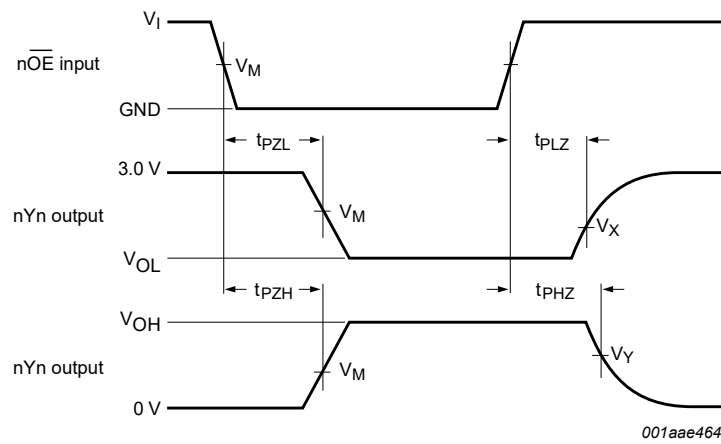 V_I
nO̅E̅ input
V_M
GND
t_PZL
t_PLZ
3.0 V
nYn output
V_M
V_X
V_OL
t_PZH
t_PHZ
V_OH
nYn output
V_M
V_Y
0 V
001aae464